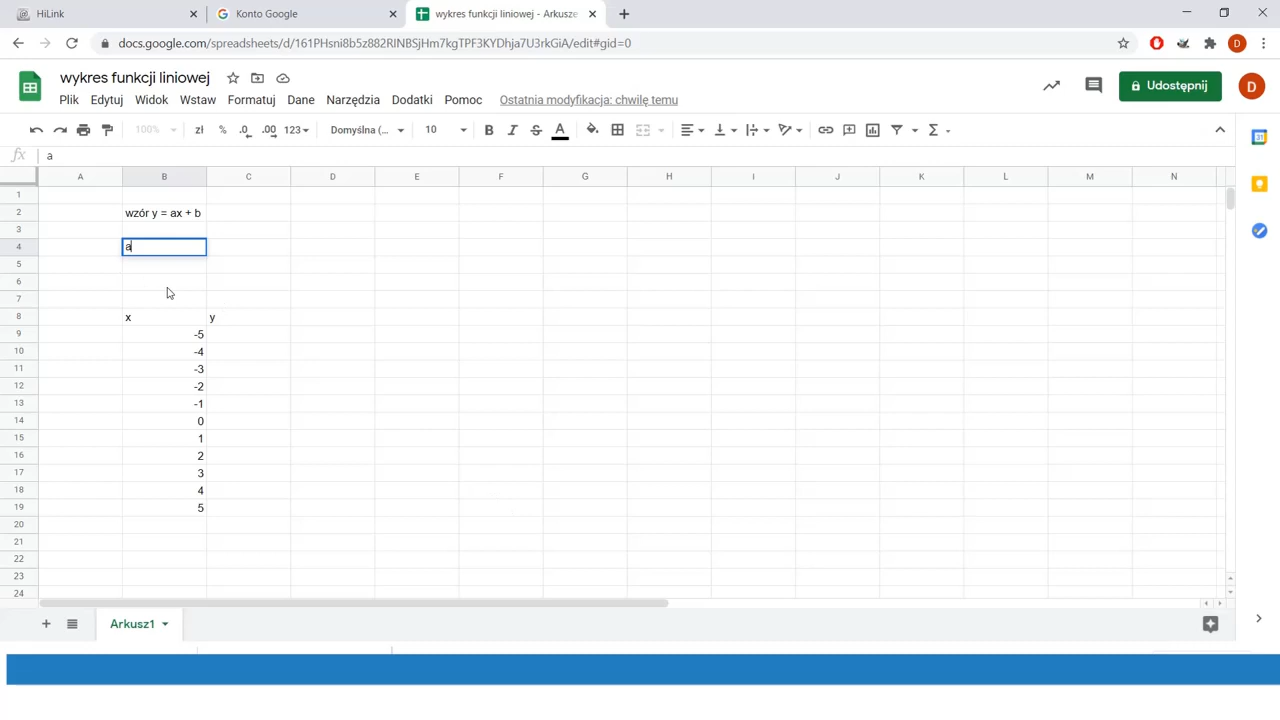 HiLink
Konto Google
wykres funkcji liniowej - Arkusze
docs.google.com/spreadsheets/d/161PHsni8b5z882RINBSjHm7kgTPF3KYDhja7U3rkGiA/edit#gid=0
D
wykres funkcji liniowej
Plik Edytuj Widok Wstaw Formatuj Dane Narzędzia Dodatki Pomoc Ostatnia modyfikacja: chwilę temu
Udostępnij
D
100% zł % .0 .00 123 Domyślna (... 10 B I S A Σ
fx a
A B C D E F G H I J K L M N
1
2 wzór y = ax + b
3
4 a
5
6
7
8 x y
9 -5
10 -4
11 -3
12 -2
13 -1
14 0
15 1
16 2
17 3
18 4
19 5
20
21
22
23
24
Arkusz1
31